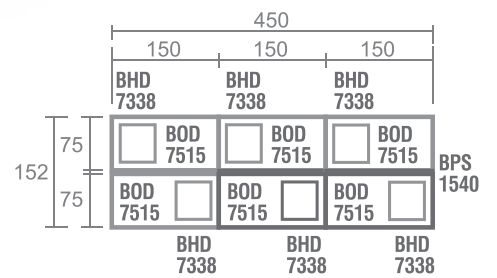 450
150 150 150
BHD BHD BHD
7338 7338 7338
75 BOD BOD BOD
7515 7515 7515
152
BPS
1540
75 BOD BOD BOD
7515 7515 7515
BHD BHD BHD
7338 7338 7338